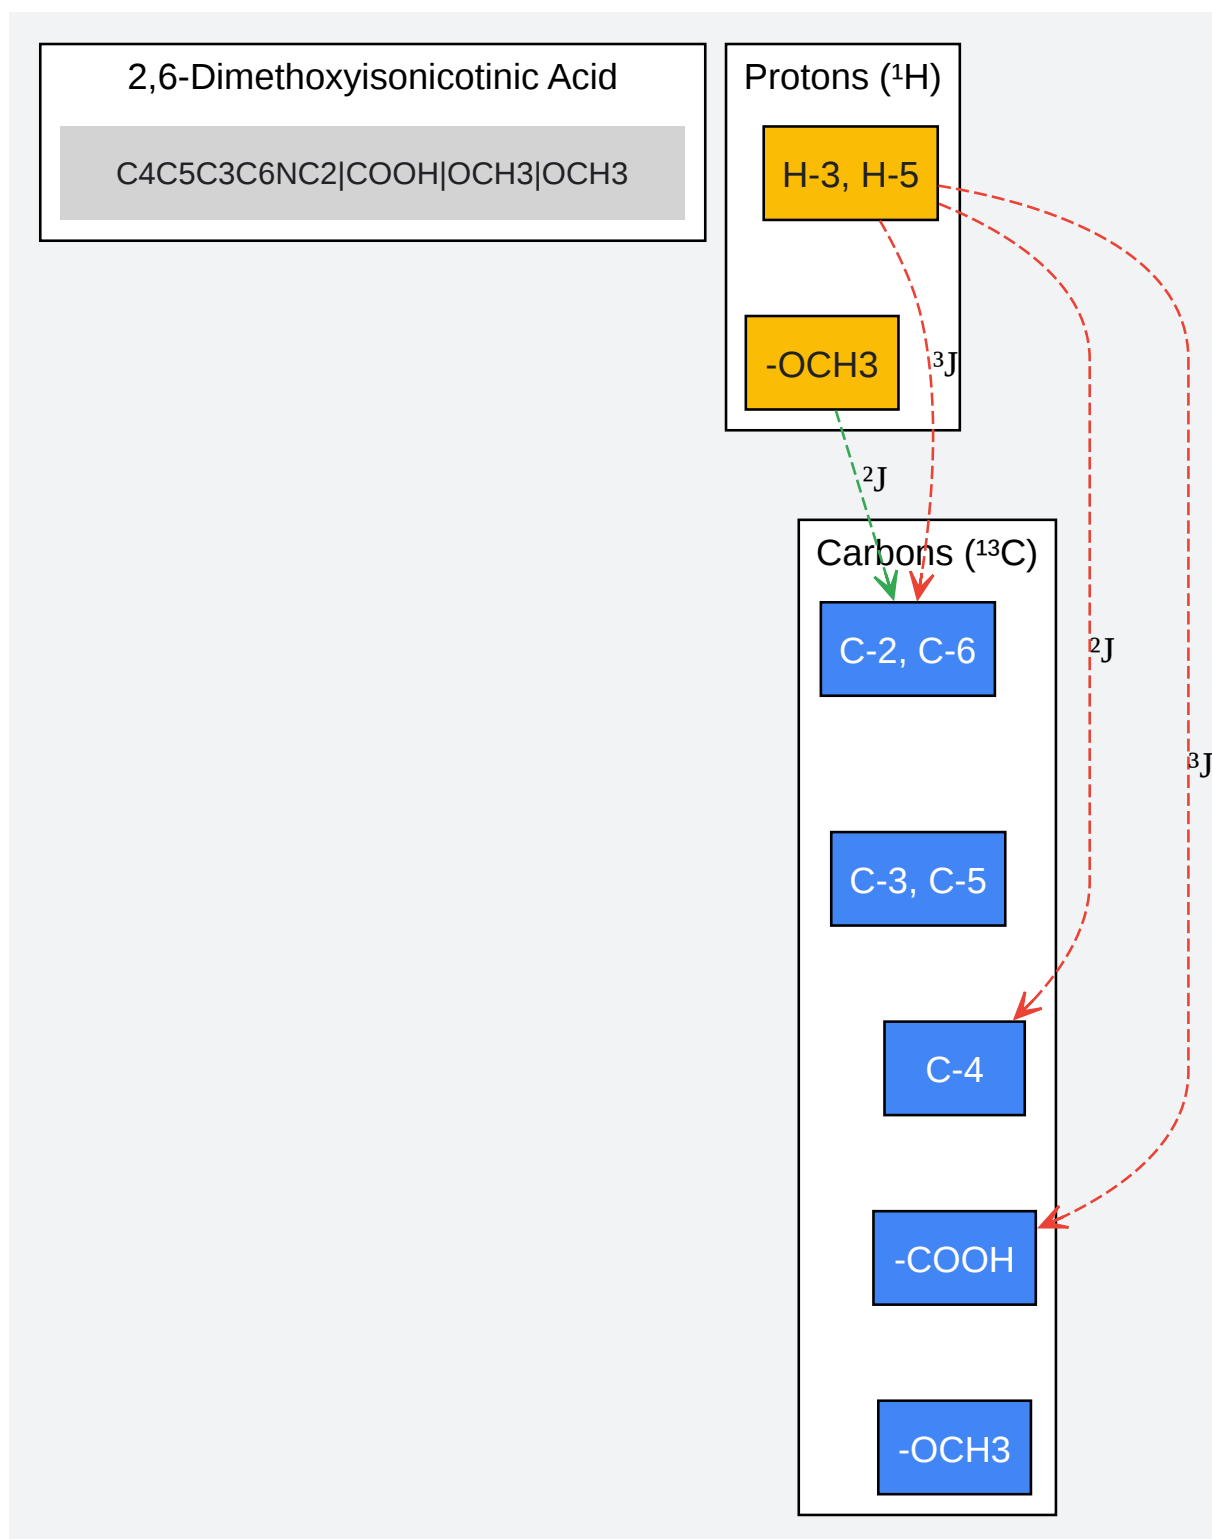 2,6-Dimethoxyisonicotinic Acid
C4C5C3C6NC2|COOH|OCH3|OCH3
Protons (¹H)
H-3, H-5
-OCH3
³J
²J
Carbons (¹³C)
C-2, C-6
²J
³J
C-3, C-5
C-4
-COOH
-OCH3